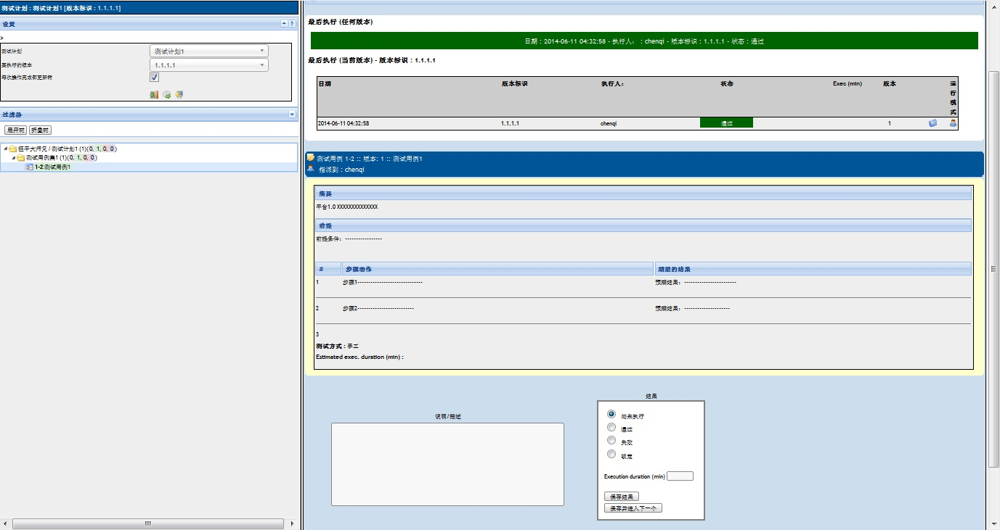 测试计划 : 测试计划1 [版本标识 : 1.1.1.1]
设置
>
测试计划
测试计划1
要执行的版本
1.1.1.1
每次操作完成都更新树
过滤器
展开树 折叠树
狂干大师兄 / 测试计划1 (1)(0, 1, 0, 0)
测试用例集1 (1)(0, 1, 0, 0)
1-2:测试用例1
最后执行 (任何版本)
日期 : 2014-06-11 04:32:58 - 执行人： : chenqi - 版本标识 : 1.1.1.1 - 状态 : 通过
最后执行 (当前版本) - 版本标识 : 1.1.1.1
日期 版本标识 执行人： 状态 Exec (min) 版本 运行模式
2014-06-11 04:32:58 1.1.1.1 chenqi 通过 1
测试用例 1-2 :: 版本: 1 :: 测试用例1
指派到 : chenqi
摘要
平台1.0 XXXXXXXXXXXXXX
前提
前提条件： -----------------
# 步骤动作 期望的结果
1 步骤1------------------------------ 预期结果： ------------------------
2 步骤2-------------------------- 预期结果： ---------------------
3
测试方式 : 手工
Estimated exec. duration (min) :
说明/描述
结果
尚未执行
通过
失败
锁定
Execution duration (min)
保存结果
保存并进入下一个